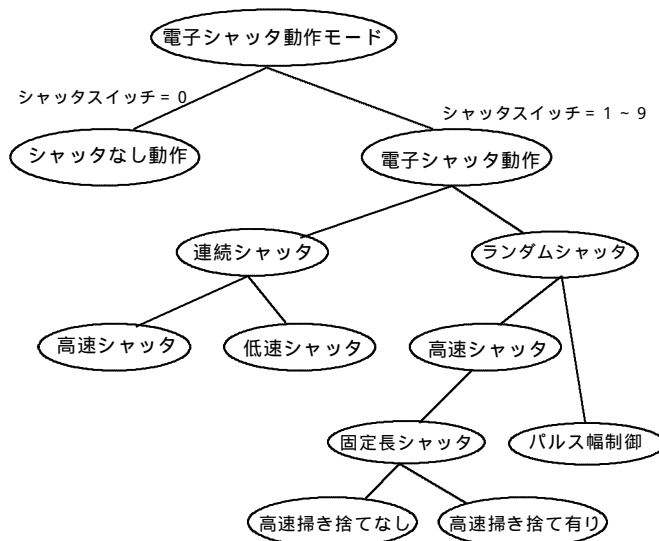 電子シャッタ動作モード
シャッタスイッチ = 0
シャッタスイッチ = 1 ~ 9
シャッタなし動作
電子シャッタ動作
連続シャッタ
ランダムシャッタ
高速シャッタ
低速シャッタ
高速シャッタ
固定長シャッタ
パルス幅制御
高速掃き捨てなし
高速掃き捨て有り